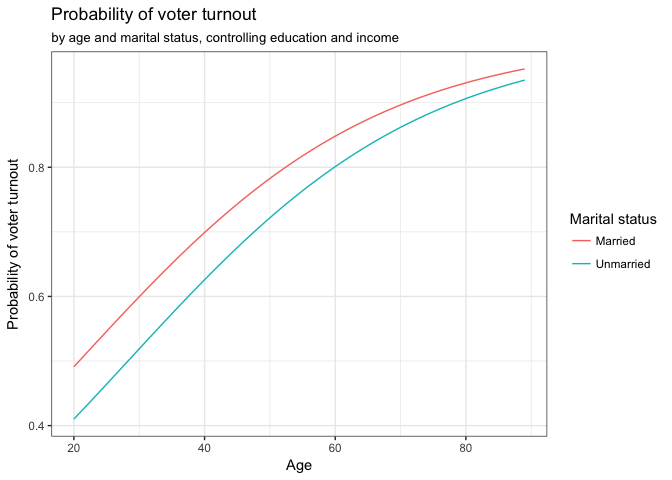 Probability of voter turnout
by age and marital status, controlling education and income
Probability of voter turnout
0.8
0.6
0.4
20 40 60 80
Age
Marital status
Married
Unmarried